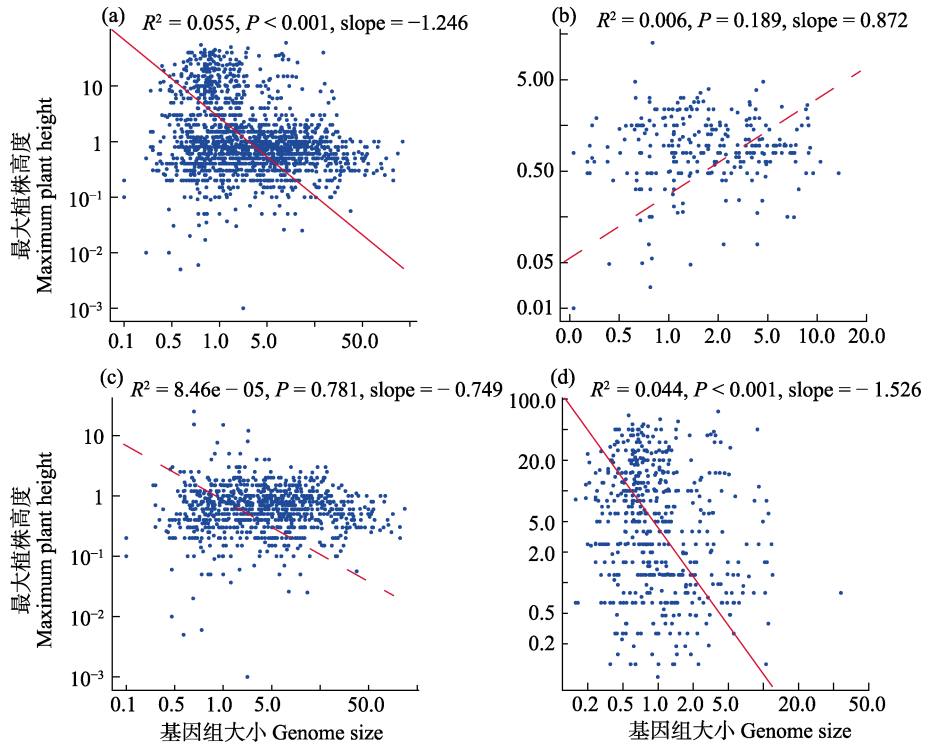 (a)
R² = 0.055, P < 0.001, slope = −1.246
10
1
10⁻¹
10⁻²
10⁻³
0.1 0.5 1.0 5.0 50.0
最大植株高度
Maximum plant height
(b)
R² = 0.006, P = 0.189, slope = 0.872
5.00
0.50
0.05
0.01
0.0 0.5 1.0 2.0 5.0 10.0 20.0
(c)
R² = 8.46e − 05, P = 0.781, slope = − 0.749
10
1
10⁻¹
10⁻²
10⁻³
0.1 0.5 1.0 5.0 50.0
最大植株高度
Maximum plant height
基因组大小 Genome size
(d)
R² = 0.044, P < 0.001, slope = − 1.526
100.0
20.0
5.0
2.0
0.5
0.2
0.2 0.5 1.0 2.0 5.0 20.0 50.0
基因组大小 Genome size